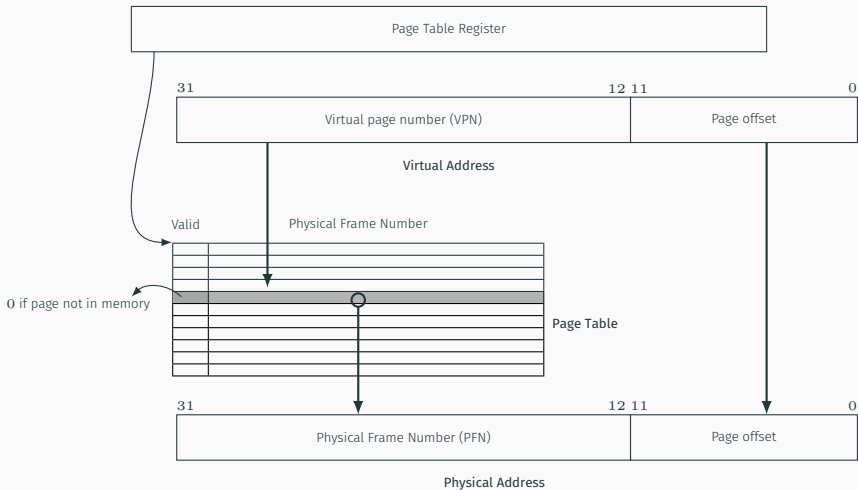 Page Table Register
31 12 11 0
Virtual page number (VPN) Page offset
Virtual Address
Valid Physical Frame Number
0 if page not in memory
Page Table
31 12 11 0
Physical Frame Number (PFN) Page offset
Physical Address